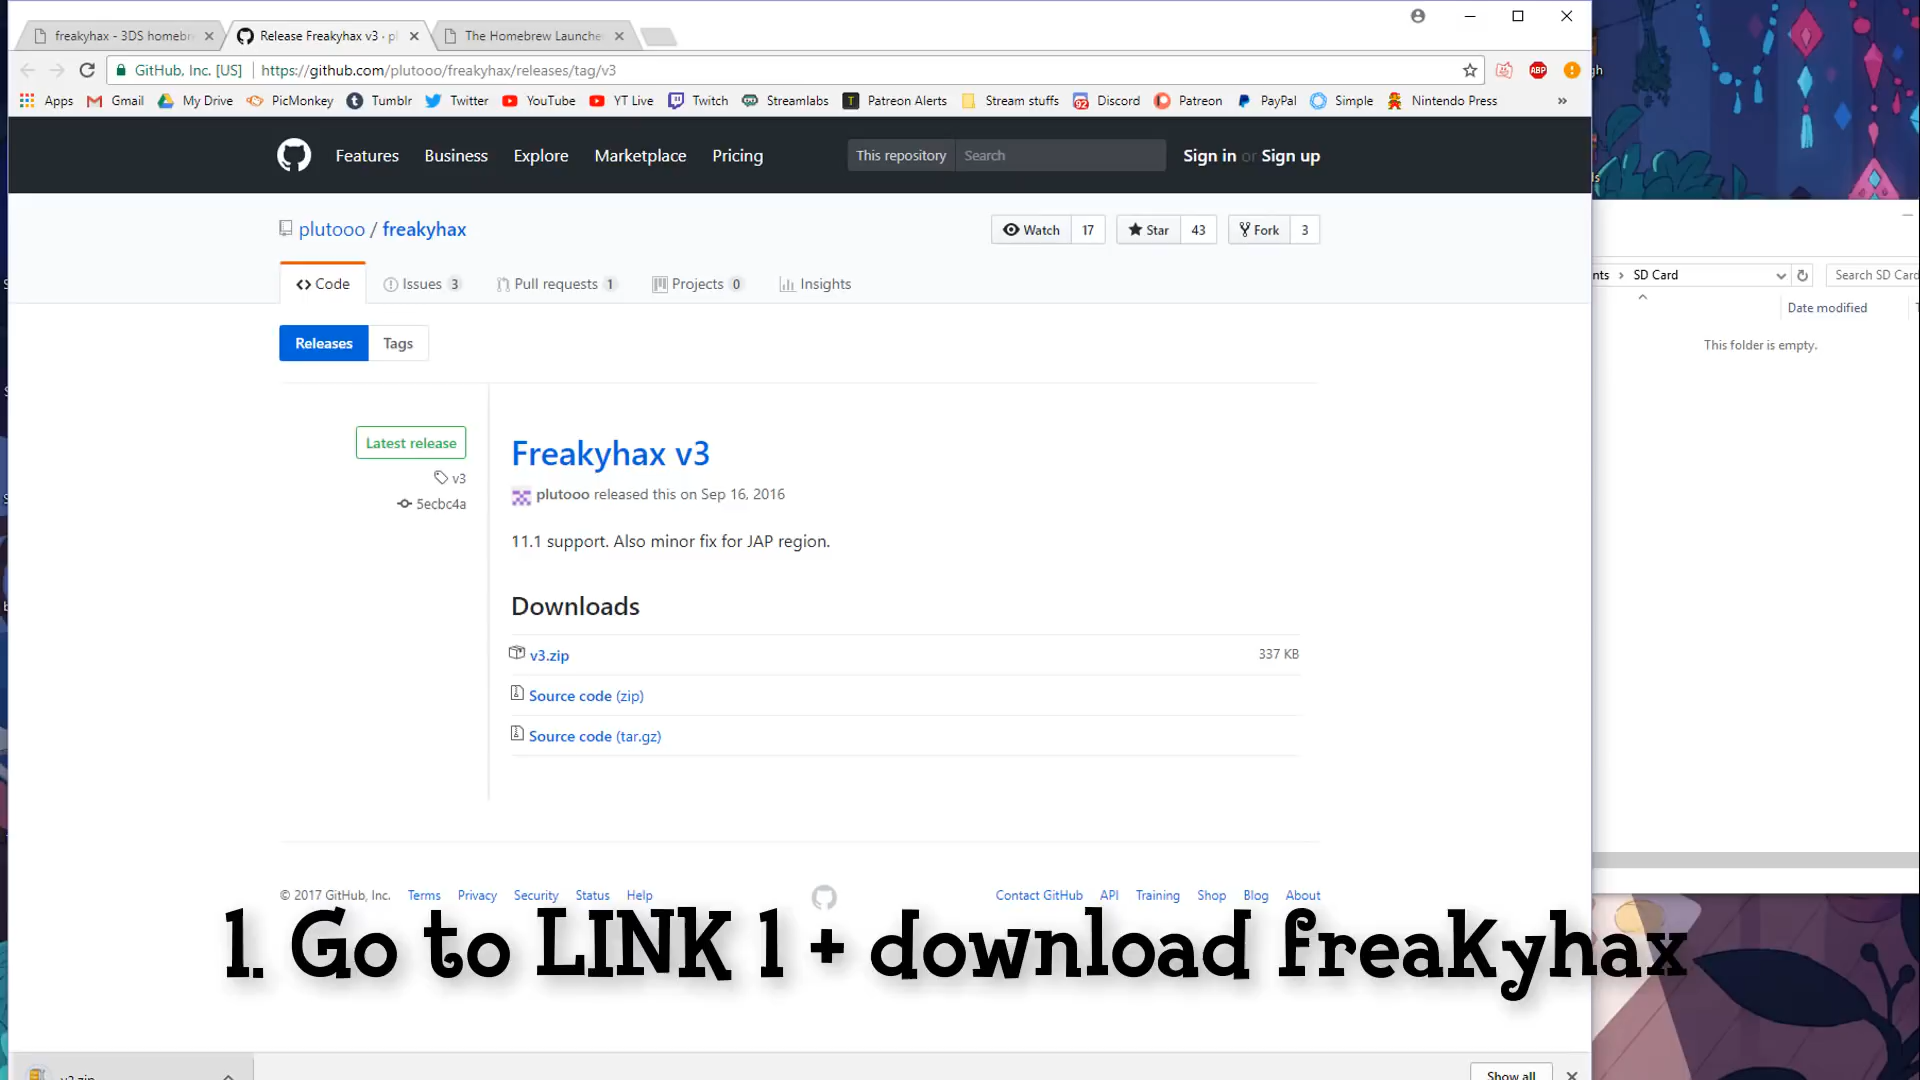 freakyhax - 3DS homebr
Release Freakyhax v3 · pl
The Homebrew Launche
GitHub, Inc. [US]
https://github.com/plutooo/freakyhax/releases/tag/v3
ABP
Apps
Gmail
My Drive
PicMonkey
Tumblr
Twitter
YouTube
YT Live
Twitch
Streamlabs
Patreon Alerts
Stream stuffs
Discord
Patreon
PayPal
Simple
Nintendo Press
»
Features
Business
Explore
Marketplace
Pricing
This repository
Search
Sign in or Sign up
plutooo / freakyhax
Watch 17
Star 43
Fork 3
Code
Issues 3
Pull requests 1
Projects 0
Insights
nts › SD Card
Search SD Card
Date modified
This folder is empty.
Releases
Tags
Latest release
v3
5ecbc4a
Freakyhax v3
plutooo released this on Sep 16, 2016
11.1 support. Also minor fix for JAP region.
Downloads
v3.zip
337 KB
Source code (zip)
Source code (tar.gz)
© 2017 GitHub, Inc.
Terms
Privacy
Security
Status
Help
Contact GitHub
API
Training
Shop
Blog
About
1. Go to LINK 1 + download freaKyhax
v3.zip
Show all